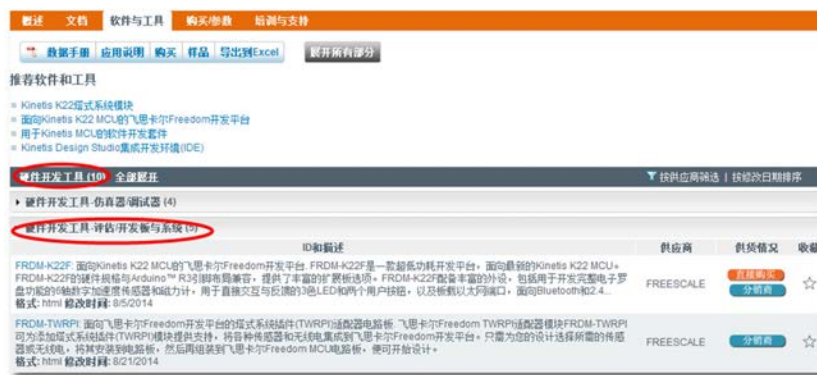 概述 文档 软件与工具 购买/参数 培训与支持
数据手册 应用说明 购买 样品 导出到Excel 展开所有部分
推荐软件和工具
Kinetis K22塔式系统模块
面向Kinetis K22 MCU的飞思卡尔Freedom开发平台
用于Kinetis MCU的软件开发套件
Kinetis Design Studio集成开发环境(IDE)
硬件开发工具 (10) 全部展开 按供应商筛选 | 按修改日期排序
硬件开发工具-仿真器/调试器 (4)
硬件开发工具-评估/开发板与系统 (5)
ID和描述 供应商 供货情况 收藏
FRDM-K22F: 面向Kinetis K22 MCU的飞思卡尔Freedom开发平台. FRDM-K22F是一款超低功耗开发平台，面向最新的Kinetis K22 MCU。
FRDM-K22F的硬件规格与Arduino™ R3引脚布局兼容，提供了丰富的扩展板选项。FRDM-K22F配备丰富的外设，包括用于开发完整电子罗
盘功能的6轴数字加速度传感器和磁力计，用于直接交互与反馈的3色LED和两个用户按钮，以及板载以太网端口，面向Bluetooth和2.4...
格式: html 修改时间: 8/5/2014
FREESCALE
直接购买
分销商
FRDM-TWRPI: 面向飞思卡尔Freedom开发平台的塔式系统插件(TWRPI)适配器电路板. 飞思卡尔Freedom TWRPI适配器模块FRDM-TWRPI
可为添加塔式系统插件(TWRPI)模块提供支持，将各种传感器和无线电集成到飞思卡尔Freedom开发平台。只需为您的设计选择所需的传感
器或无线电，将其安装到电路板，然后再组装到飞思卡尔Freedom MCU电路板，便可开始设计。
格式: html 修改时间: 8/21/2014
FREESCALE
分销商